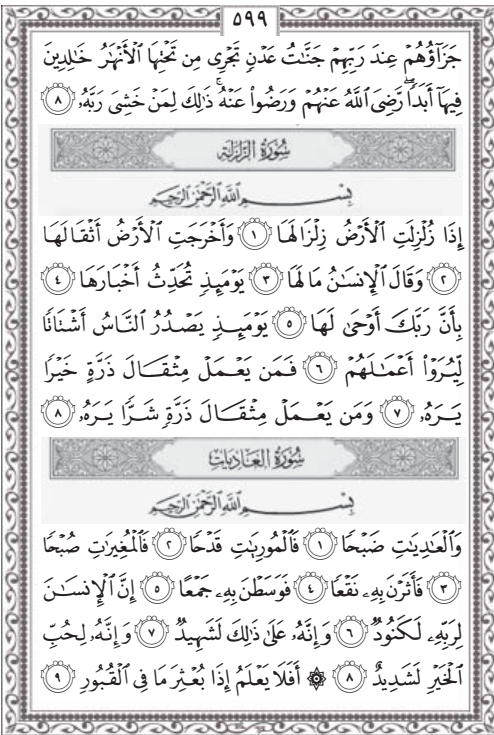 ٥٩٩
جَزَآؤُهُمْ عِندَ رَبِّهِمْ جَنَّٰتُ عَدْنٍ تَجْرِى مِن تَحْتِهَا ٱلْأَنْهَٰرُ خَٰلِدِينَ
فِيهَآ أَبَدًا ۖ رَّضِىَ ٱللَّهُ عَنْهُمْ وَرَضُوا۟ عَنْهُ ۚ ذَٰلِكَ لِمَنْ خَشِىَ رَبَّهُۥ ٨
سُورَةُ الزَّلْزَلَةِ
بِسْمِ ٱللَّهِ ٱلرَّحْمَٰنِ ٱلرَّحِيمِ
إِذَا زُلْزِلَتِ ٱلْأَرْضُ زِلْزَالَهَا ١ وَأَخْرَجَتِ ٱلْأَرْضُ أَثْقَالَهَا
٢ وَقَالَ ٱلْإِنسَٰنُ مَا لَهَا ٣ يَوْمَئِذٍ تُحَدِّثُ أَخْبَارَهَا ٤
بِأَنَّ رَبَّكَ أَوْحَىٰ لَهَا ٥ يَوْمَئِذٍ يَصْدُرُ ٱلنَّاسُ أَشْتَاتًا
لِّيُرَوْا۟ أَعْمَٰلَهُمْ ٦ فَمَن يَعْمَلْ مِثْقَالَ ذَرَّةٍ خَيْرًا
يَرَهُۥ ٧ وَمَن يَعْمَلْ مِثْقَالَ ذَرَّةٍ شَرًّا يَرَهُۥ ٨
سُورَةُ العَادِيَاتِ
بِسْمِ ٱللَّهِ ٱلرَّحْمَٰنِ ٱلرَّحِيمِ
وَٱلْعَٰدِيَٰتِ ضَبْحًا ١ فَٱلْمُورِيَٰتِ قَدْحًا ٢ فَٱلْمُغِيرَٰتِ صُبْحًا
٣ فَأَثَرْنَ بِهِۦ نَقْعًا ٤ فَوَسَطْنَ بِهِۦ جَمْعًا ٥ إِنَّ ٱلْإِنسَٰنَ
لِرَبِّهِۦ لَكَنُودٌ ٦ وَإِنَّهُۥ عَلَىٰ ذَٰلِكَ لَشَهِيدٌ ٧ وَإِنَّهُۥ لِحُبِّ
ٱلْخَيْرِ لَشَدِيدٌ ٨ ۞ أَفَلَا يَعْلَمُ إِذَا بُعْثِرَ مَا فِى ٱلْقُبُورِ ٩